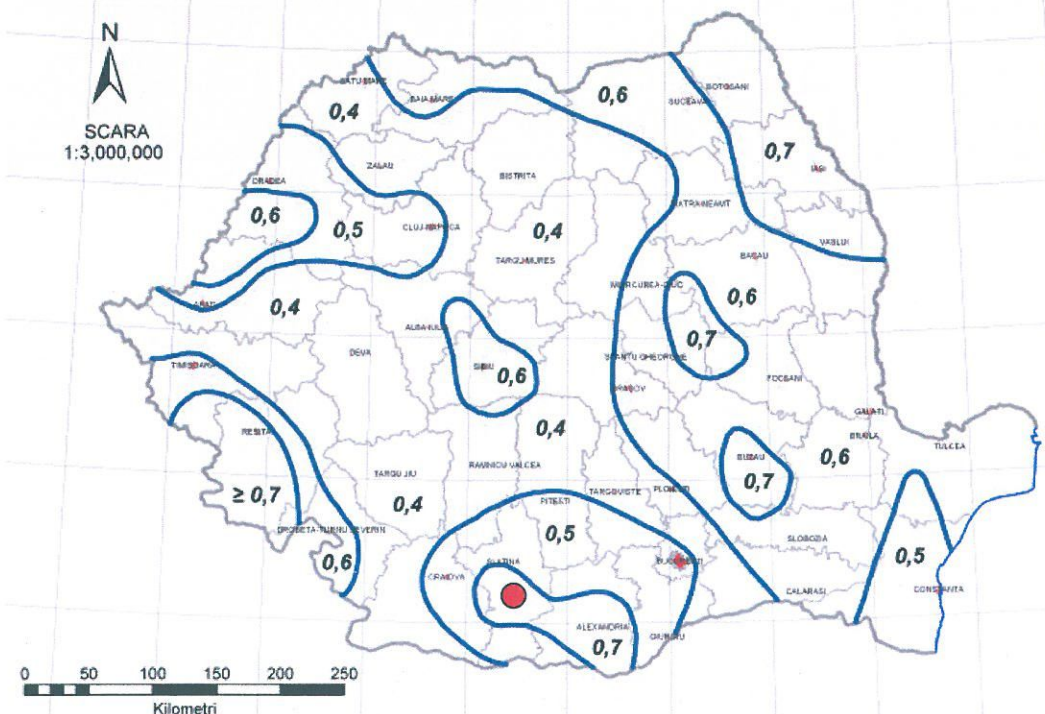 N
SCARA
1:3,000,000
SATU MARE
BAIA MARE
0,4
0,6
SUCEAVA
BOTOSANI
0,7
IASI
ZALAU
BISTRITA
ORADEA
0,6
0,5
CLUJ-NAPOCA
0,4
TARGU MURES
VASLUI
BACAU
MIERCUREA-CIUC
0,6
ARAD
0,4
ALBA-IULIA
0,7
DEVA
SFANTU GHEORGHE
TIMISOARA
SIBIU
0,6
BRASOV
FOCSANI
RESITA
0,4
GALATI
BRAILA
TULCEA
0,6
BUZAU
0,7
RAMNICU VALCEA
TARGU JIU
0,4
TARGOVISTE
PLOIESTI
PITESTI
≥ 0,7
DROBETA-TURNU SEVERIN
0,5
SLOBOZIA
0,5
0,6
CRAIOVA
SLATINA
BUCURESTI
CALARASI
CONSTANTA
ALEXANDRIA
GIURGIU
0,7
0 50 100 150 200 250
Kilometri